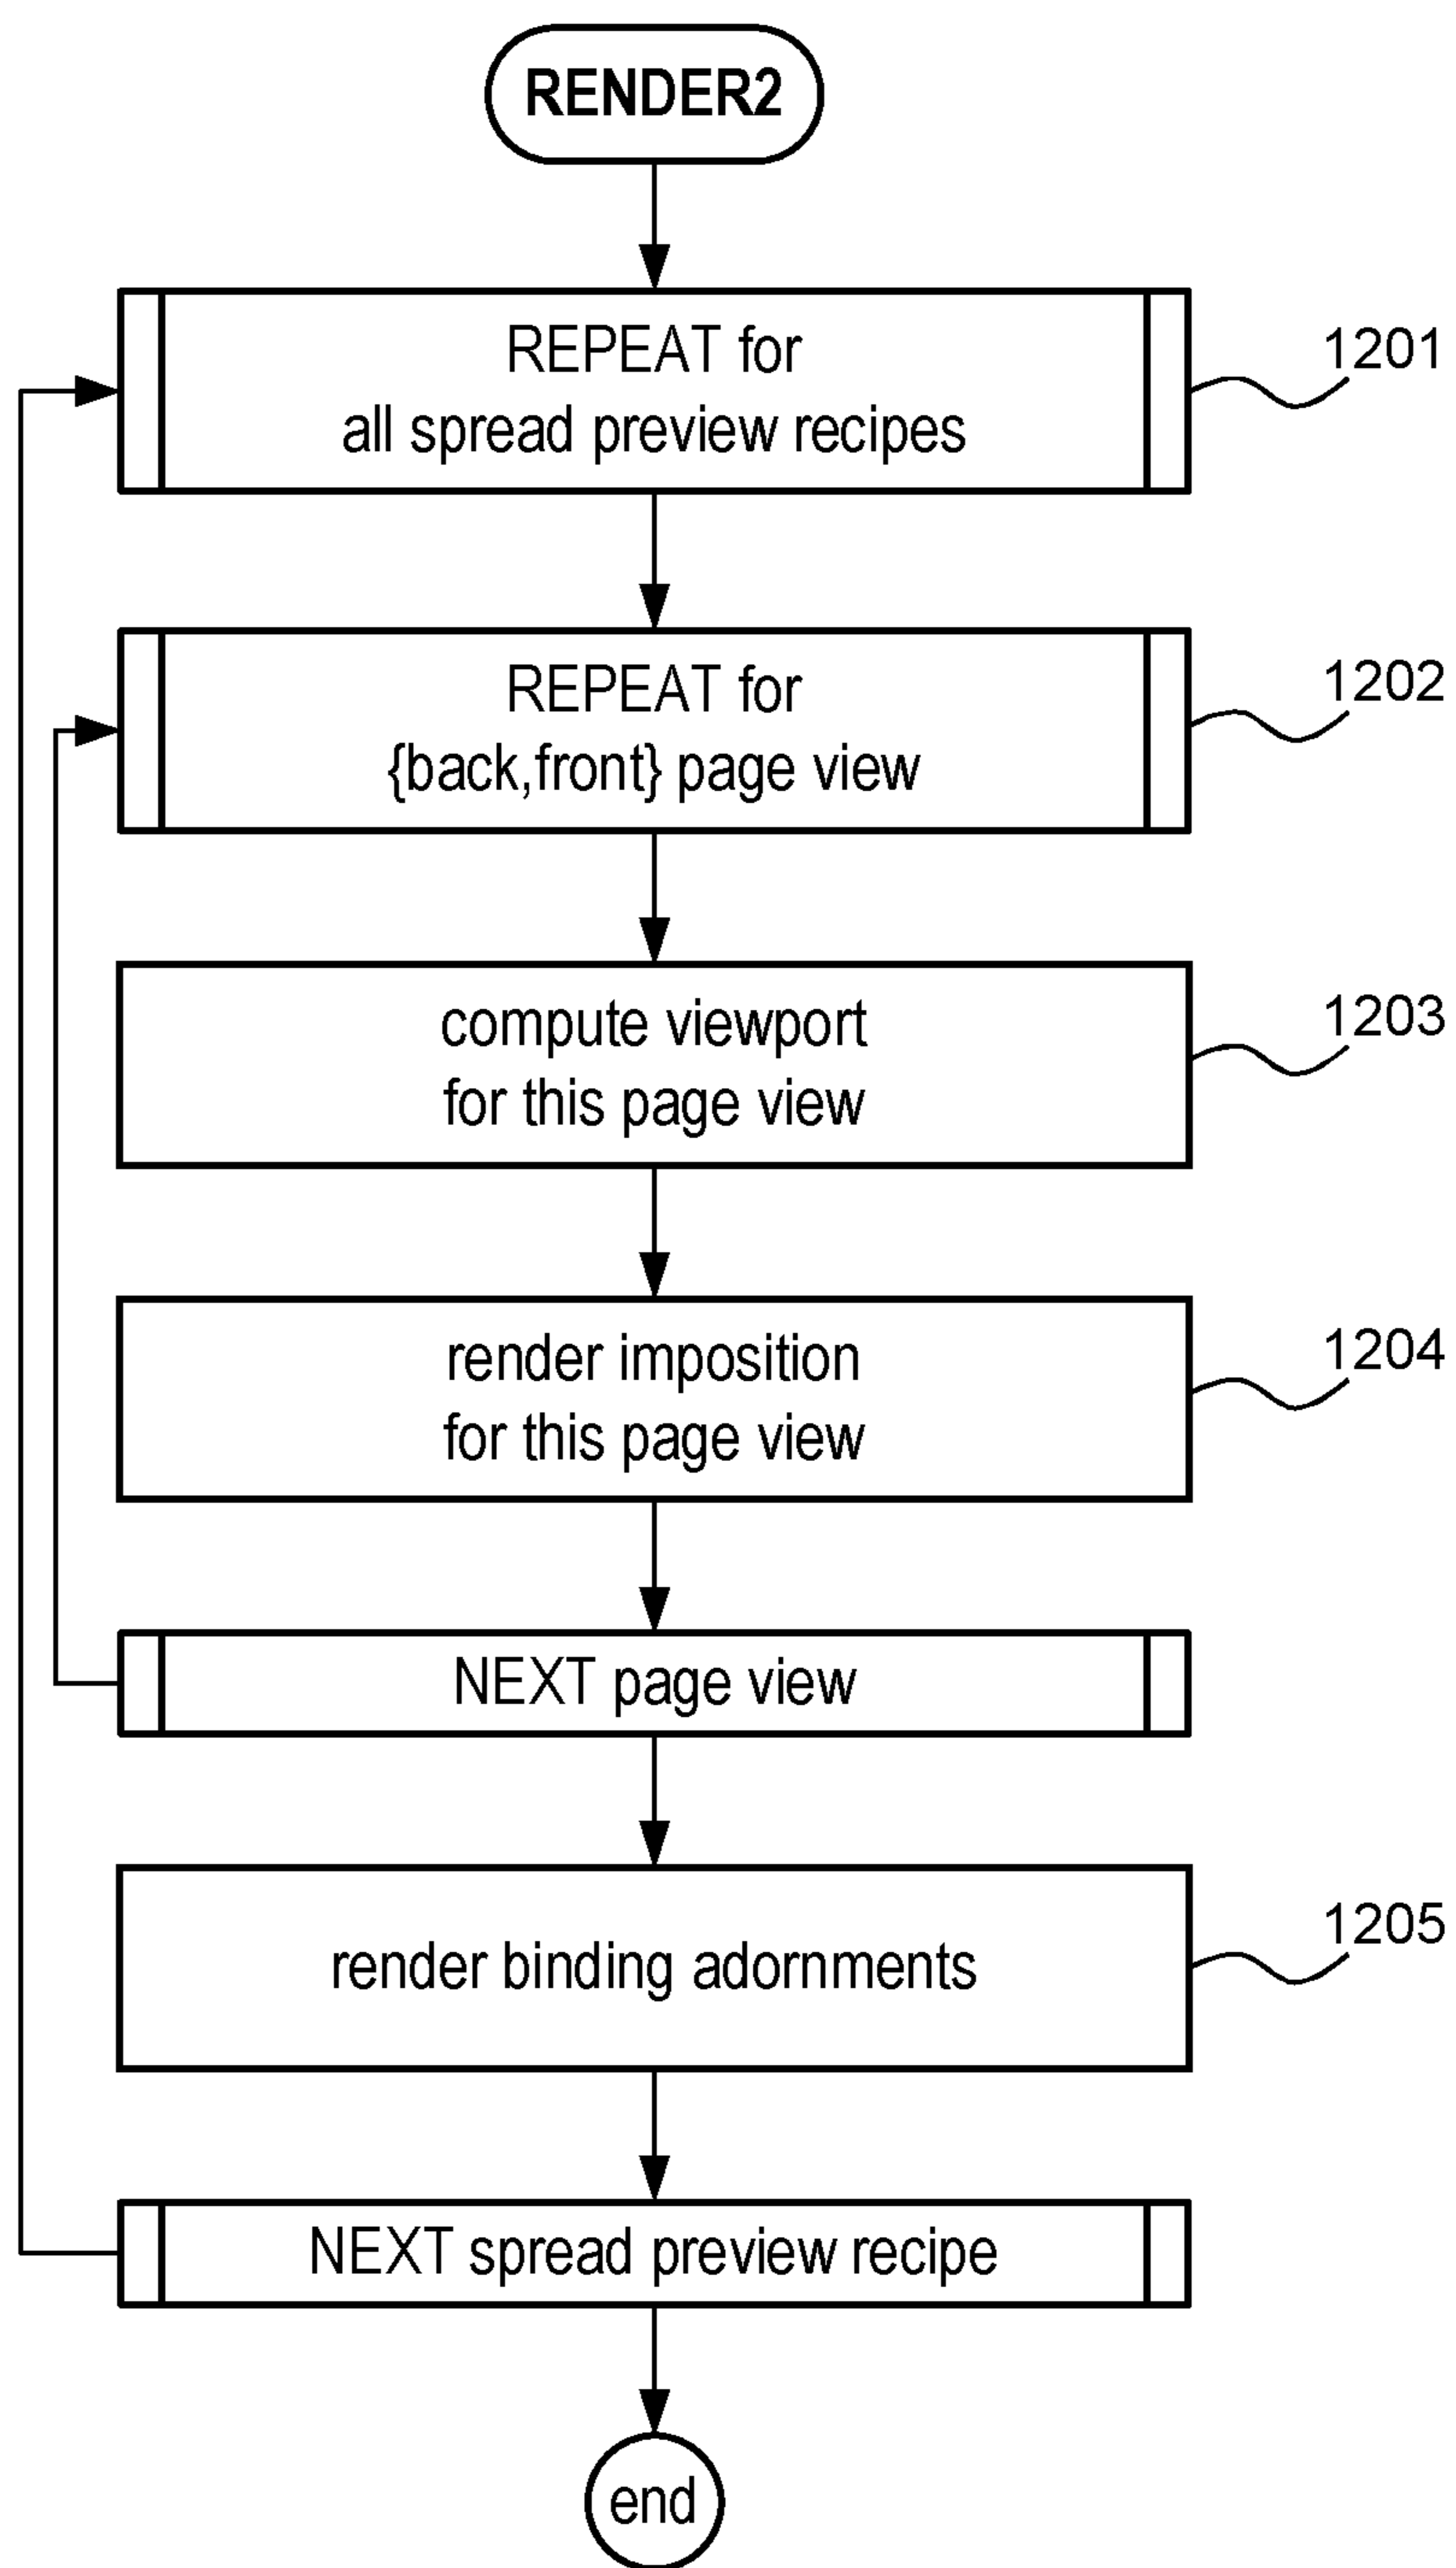 RENDER2
REPEAT for
all spread preview recipes
1201
REPEAT for
{back,front} page view
1202
compute viewport
for this page view
1203
render imposition
for this page view
1204
NEXT page view
render binding adornments
1205
NEXT spread preview recipe
end